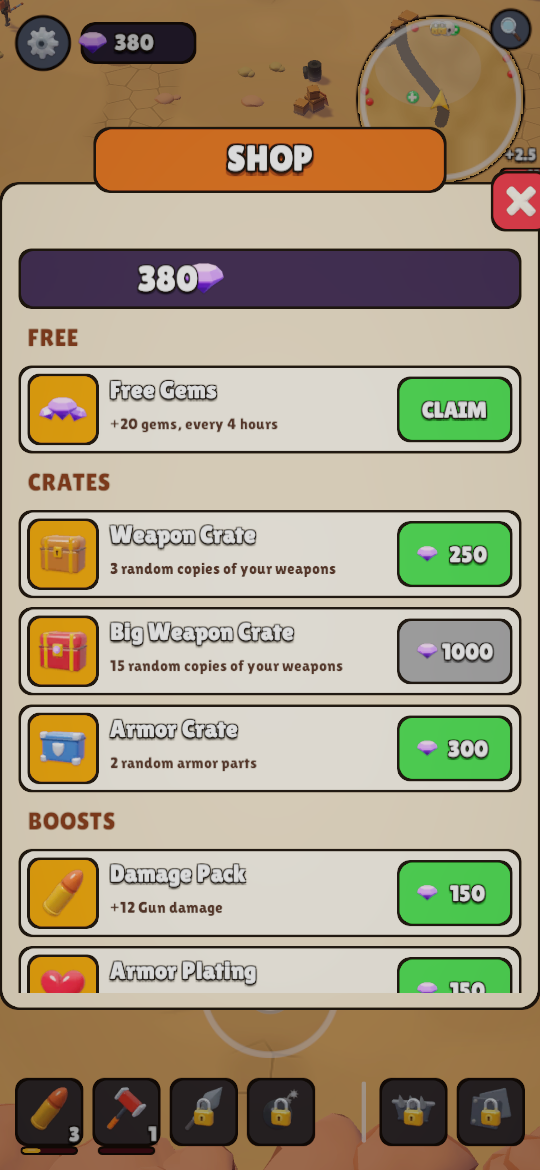 380
+2.5
SHOP
380
FREE
Free Gems
+20 gems, every 4 hours
CLAIM
CRATES
Weapon Crate
3 random copies of your weapons
250
Big Weapon Crate
15 random copies of your weapons
1000
Armor Crate
2 random armor parts
300
BOOSTS
Damage Pack
+12 Gun damage
150
Armor Plating
150
3
1